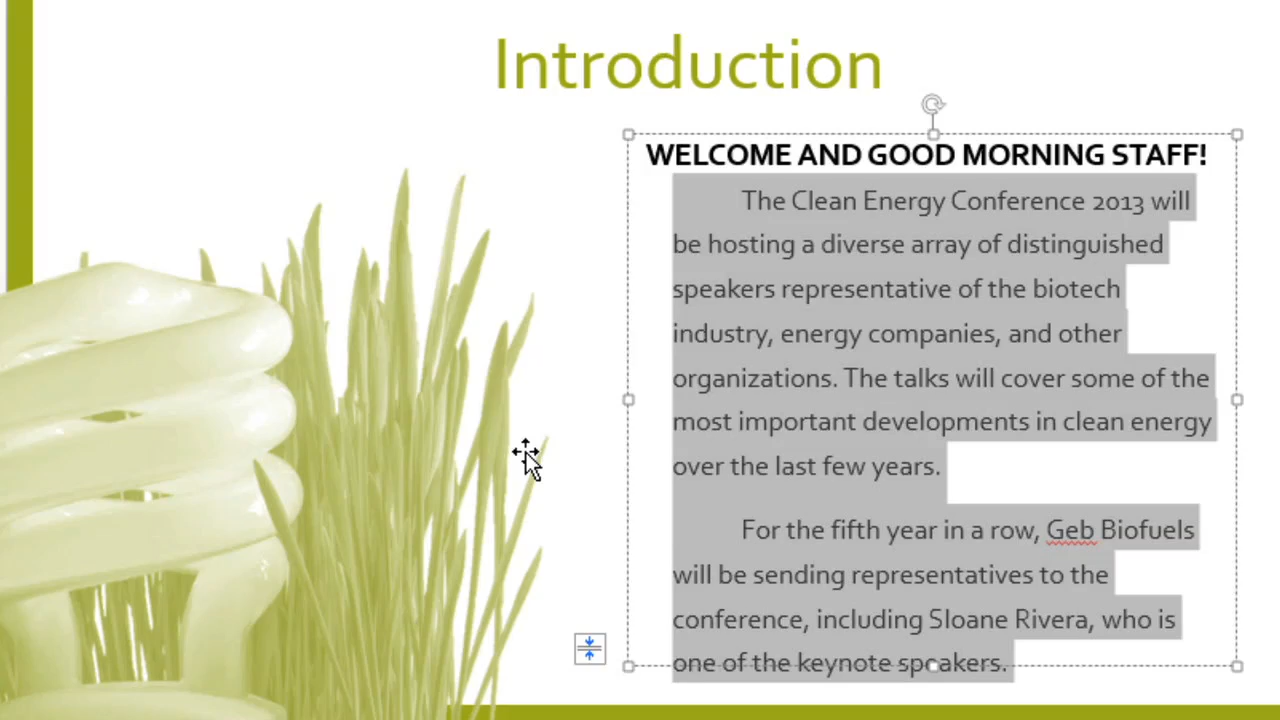 Introduction
WELCOME AND GOOD MORNING STAFF!
The Clean Energy Conference 2013 will
be hosting a diverse array of distinguished
speakers representative of the biotech
industry, energy companies, and other
organizations. The talks will cover some of the
most important developments in clean energy
over the last few years.
For the fifth year in a row, Geb Biofuels
will be sending representatives to the
conference, including Sloane Rivera, who is
one of the keynote speakers.